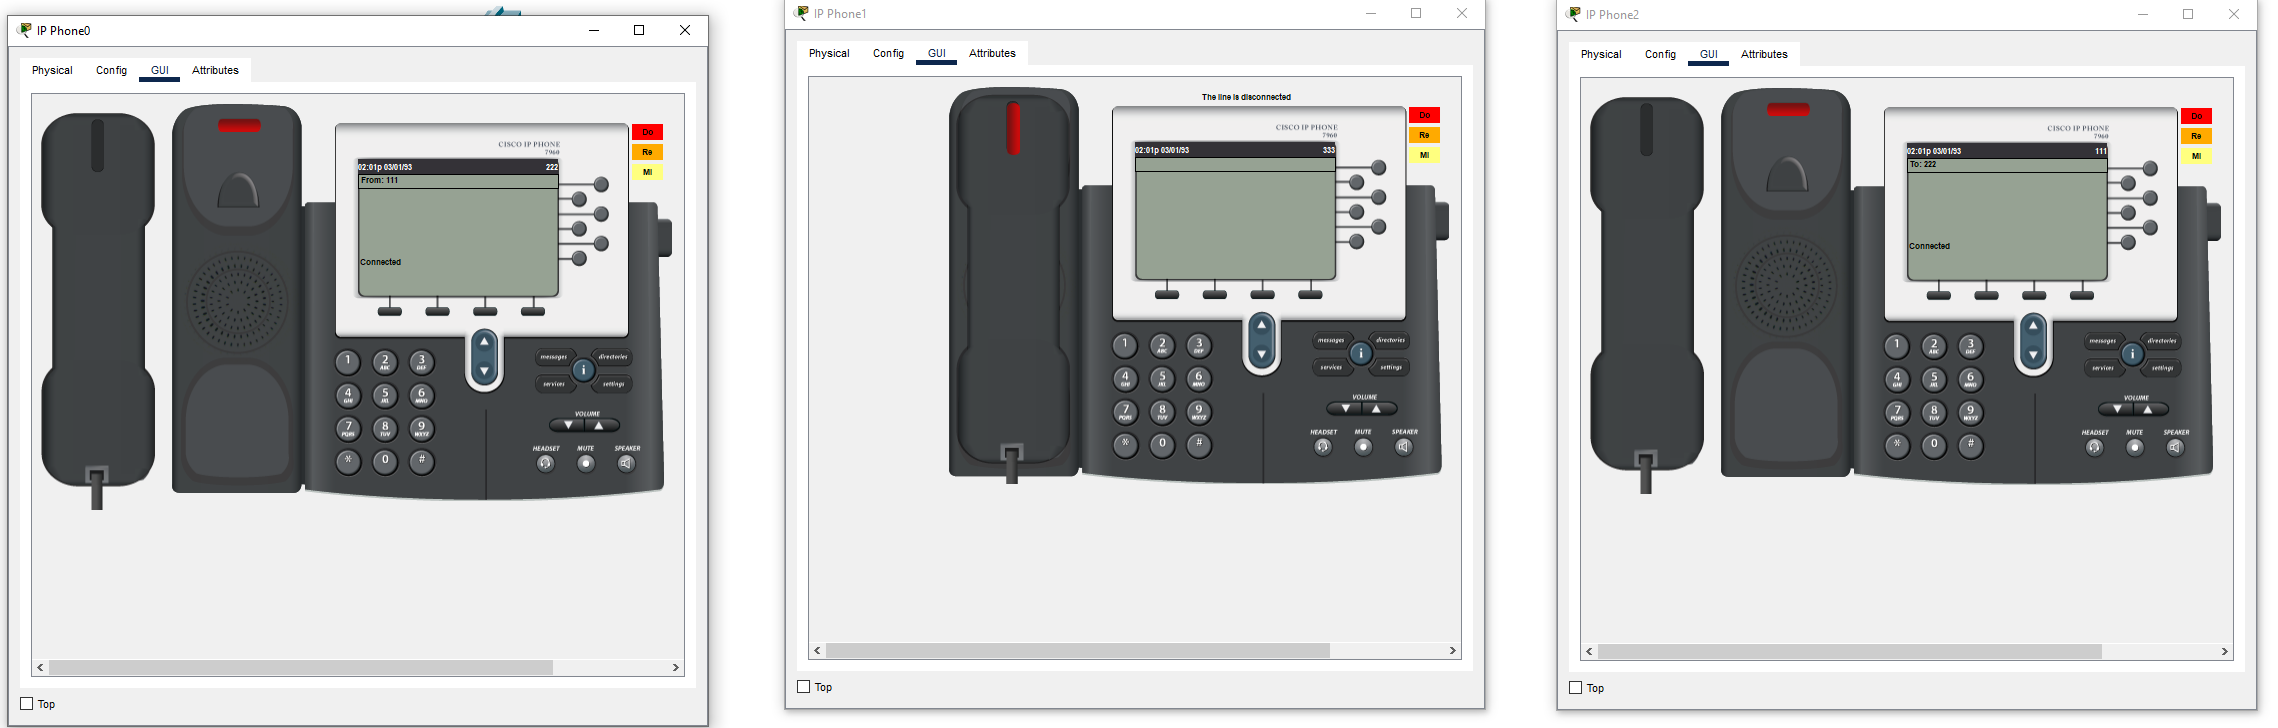 IP Phone0
Physical Config GUI Attributes
CISCO IP PHONE
7960
02:01p 03/01/93 222
From: 111
Connected
Do
Re
MI
1 2 ABC 3 DEF
4 GHI 5 JKL 6 MNO
7 PQRS 8 TUV 9 WXYZ
* 0 #
messages directories
i
services settings
VOLUME
HEADSET MUTE SPEAKER
Top
IP Phone1
Physical Config GUI Attributes
The line is disconnected
CISCO IP PHONE
7960
02:01p 03/01/93 333
Do
Re
MI
1 2 ABC 3 DEF
4 GHI 5 JKL 6 MNO
7 PQRS 8 TUV 9 WXYZ
* 0 #
messages directories
i
services settings
VOLUME
HEADSET MUTE SPEAKER
Top
IP Phone2
Physical Config GUI Attributes
CISCO IP PHONE
7960
02:01p 03/01/93 111
To: 222
Connected
Do
Re
MI
1 2 ABC 3 DEF
4 GHI 5 JKL 6 MNO
7 PQRS 8 TUV 9 WXYZ
* 0 #
messages directories
i
services settings
VOLUME
HEADSET MUTE SPEAKER
Top